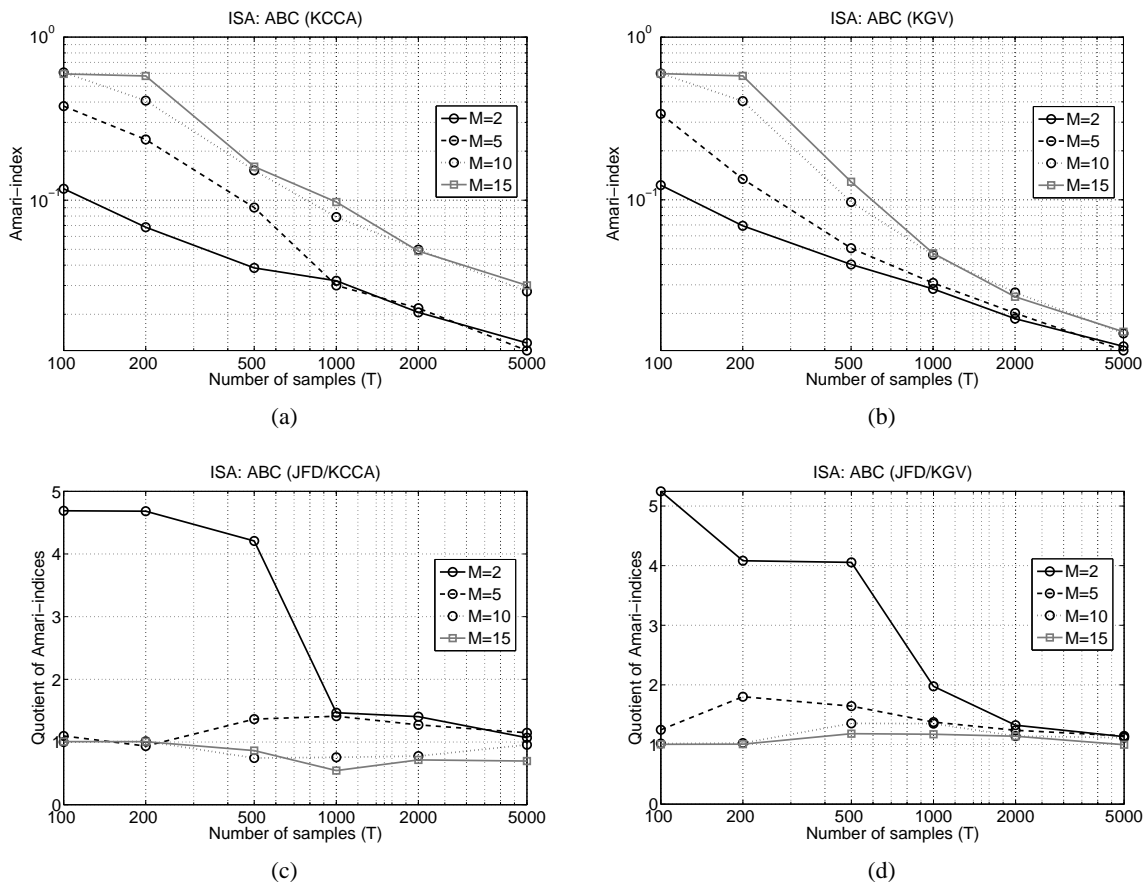 ISA: ABC (KCCA)
10^0
10^-1
Amari-index
M=2
M=5
M=10
M=15
100 200 500 1000 2000 5000
Number of samples (T)
(a)
ISA: ABC (KGV)
10^0
10^-1
Amari-index
M=2
M=5
M=10
M=15
100 200 500 1000 2000 5000
Number of samples (T)
(b)
ISA: ABC (JFD/KCCA)
5
4
3
2
1
0
Quotient of Amari-indices
M=2
M=5
M=10
M=15
100 200 500 1000 2000 5000
Number of samples (T)
(c)
ISA: ABC (JFD/KGV)
5
4
3
2
1
0
Quotient of Amari-indices
M=2
M=5
M=10
M=15
100 200 500 1000 2000 5000
Number of samples (T)
(d)